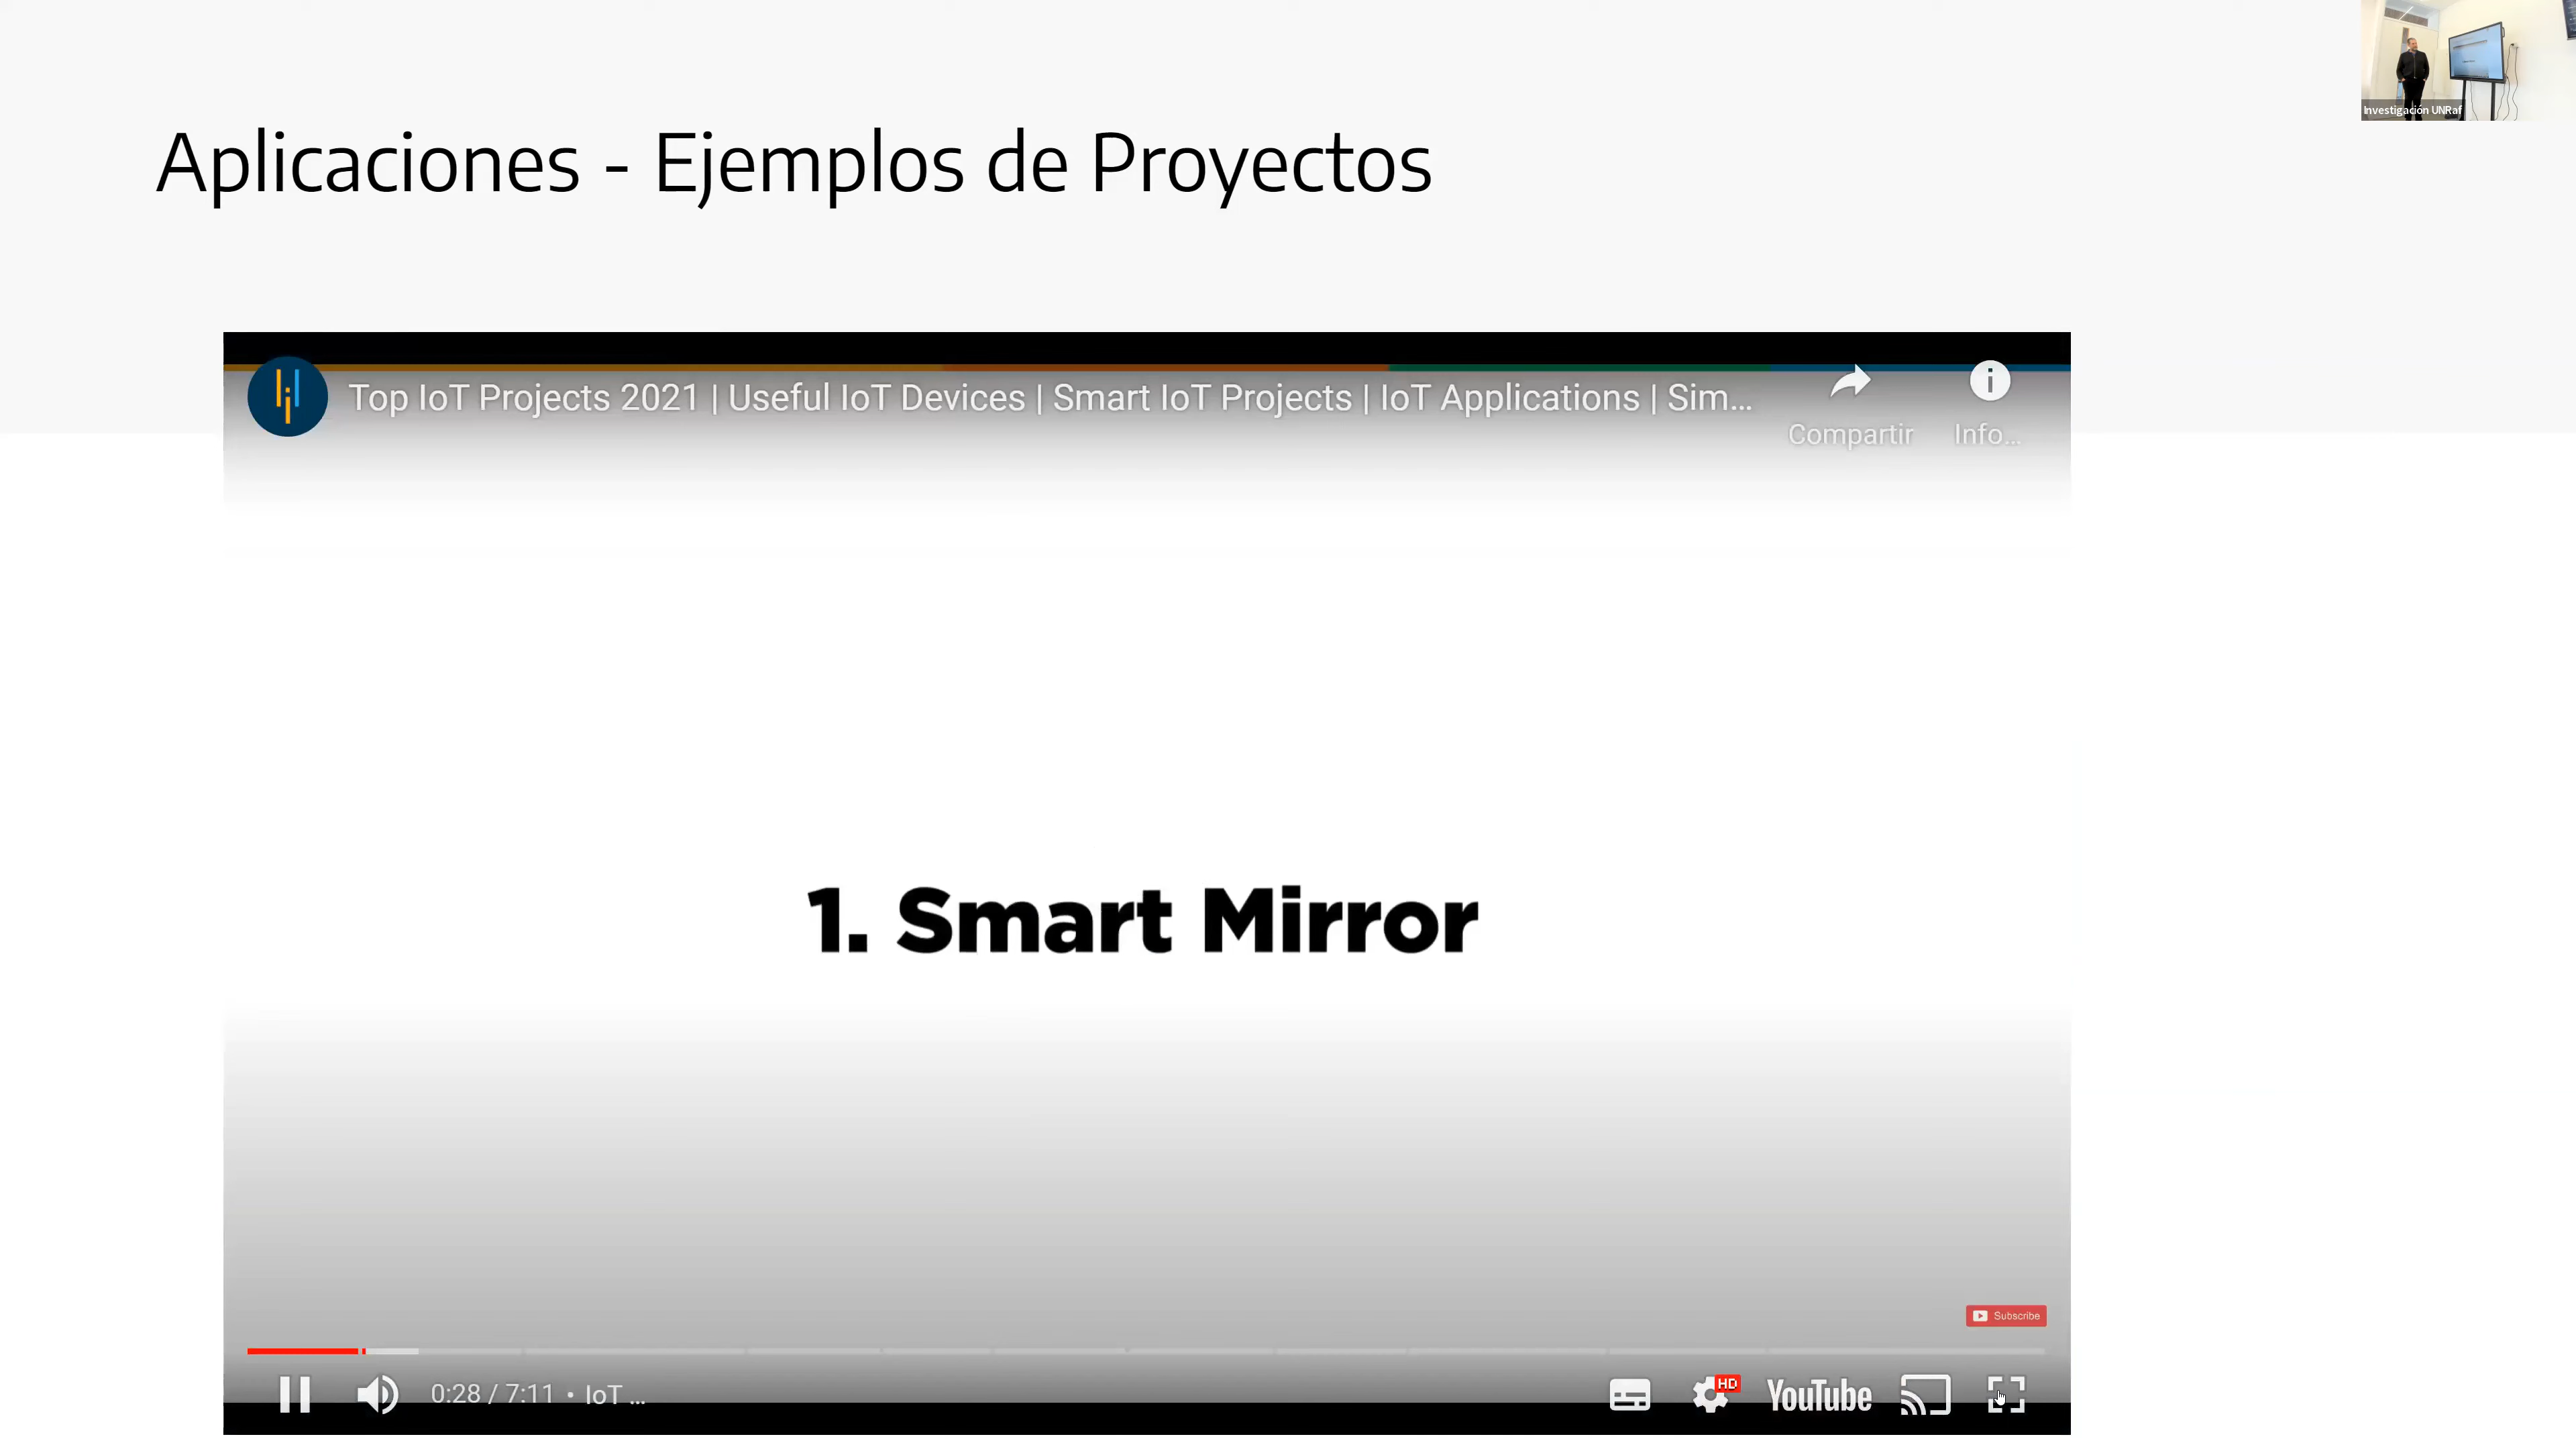 Investigación UNRaf
Aplicaciones - Ejemplos de Proyectos
Top IoT Projects 2021 | Useful IoT Devices | Smart IoT Projects | IoT Applications | Sim...
Compartir
Info...
1. Smart Mirror
Subscribe
0:28 / 7:11 • IoT ...
HD
YouTube